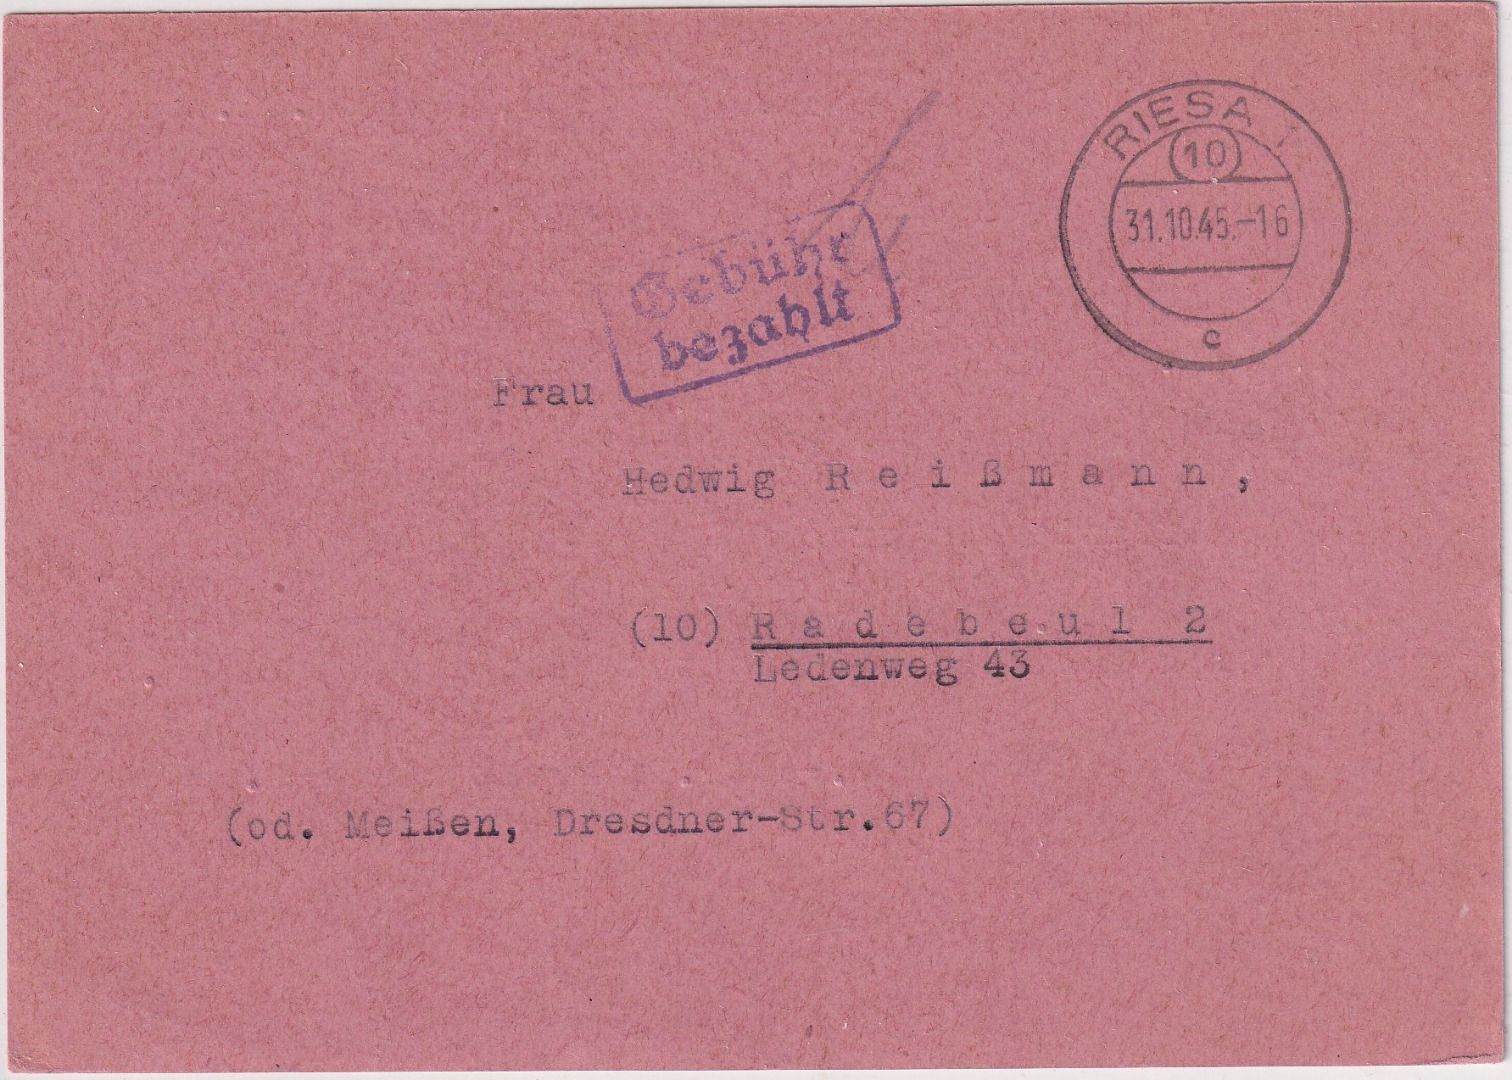 RIESA 1
10
31.10.45.-16
c
Gebühr
bezahlt
Frau
Hedwig Reißmann,
(10) Radebeul 2
Ledenweg 43
(od. Meißen, Dresdner-Str.67)